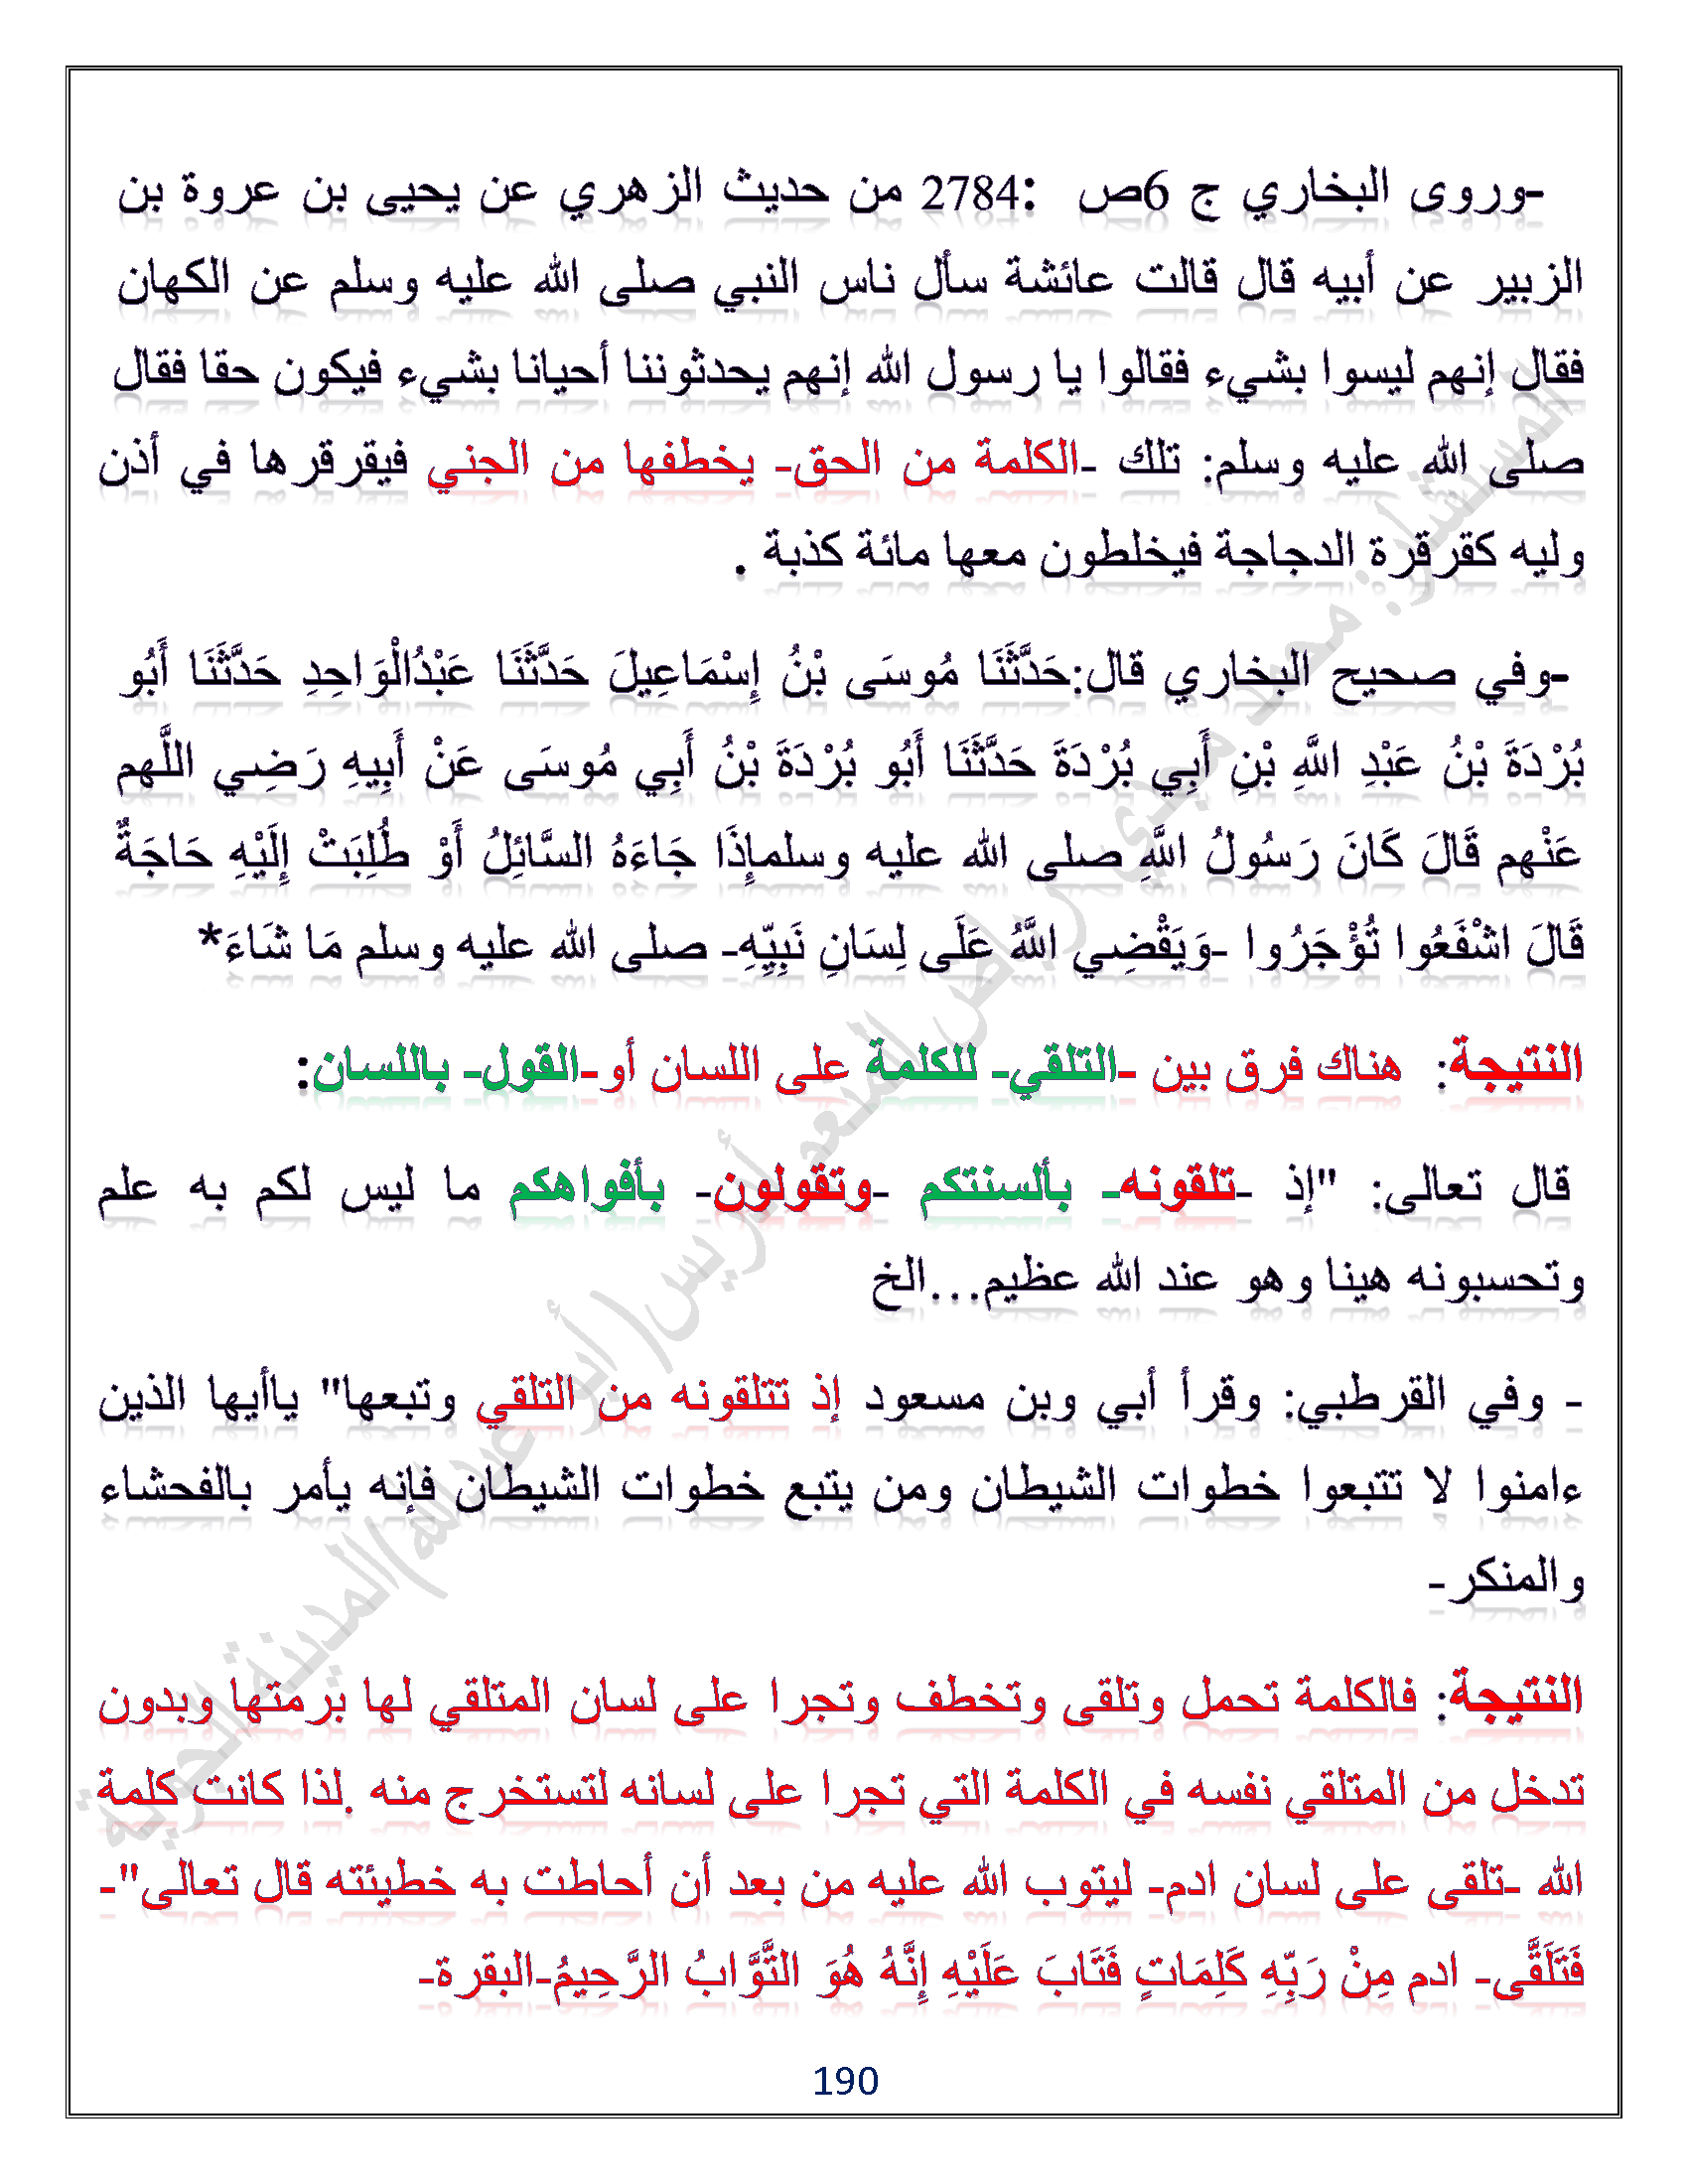 -وروى البخاري ج 6ص :2784 من حديث الزهري عن يحيى بن عروة بن
الزبير عن أبيه قال قالت عائشة سأل ناس النبي صلى الله عليه وسلم عن الكهان
فقال إنهم ليسوا بشيء فقالوا يا رسول الله إنهم يحدثوننا أحيانا بشيء فيكون حقا فقال
صلى الله عليه وسلم: تلك -الكلمة من الحق- يخطفها من الجني فيقرقرها في أذن
وليه كقرقرة الدجاجة فيخلطون معها مائة كذبة .
-وفي صحيح البخاري قال:حَدَّثَنَا مُوسَى بْنُ إِسْمَاعِيلَ حَدَّثَنَا عَبْدُالْوَاحِدِ حَدَّثَنَا أَبُو
بُرْدَةَ بْنُ عَبْدِ اللَّهِ بْنِ أَبِي بُرْدَةَ حَدَّثَنَا أَبُو بُرْدَةَ بْنُ أَبِي مُوسَى عَنْ أَبِيهِ رَضِي اللَّهم
عَنْهم قَالَ كَانَ رَسُولُ اللَّهِ صلى الله عليه وسلمإِذَا جَاءَهُ السَّائِلُ أَوْ طُلِبَتْ إِلَيْهِ حَاجَةٌ
قَالَ اشْفَعُوا تُؤْجَرُوا -وَيَقْضِي اللَّهُ عَلَى لِسَانِ نَبِيِّهِ- صلى الله عليه وسلم مَا شَاءَ*
النتيجة: هناك فرق بين -التلقي- للكلمة على اللسان أو-القول- باللسان:
قال تعالى: "إذ -تلقونه- بألسنتكم -وتقولون- بأفواهكم ما ليس لكم به علم
وتحسبونه هينا وهو عند الله عظيم...الخ
- وفي القرطبي: وقرأ أبي وبن مسعود إذ تتلقونه من التلقي وتبعها" ياأيها الذين
ءامنوا لا تتبعوا خطوات الشيطان ومن يتبع خطوات الشيطان فإنه يأمر بالفحشاء
والمنكر-
النتيجة: فالكلمة تحمل وتلقى وتخطف وتجرا على لسان المتلقي لها برمتها وبدون
تدخل من المتلقي نفسه في الكلمة التي تجرا على لسانه لتستخرج منه .لذا كانت كلمة
الله -تلقى على لسان ادم- ليتوب الله عليه من بعد أن أحاطت به خطيئته قال تعالى"-
فَتَلَقَّى- ادم مِنْ رَبِّهِ كَلِمَاتٍ فَتَابَ عَلَيْهِ إِنَّهُ هُوَ التَّوَّابُ الرَّحِيمُ-البقرة-
190